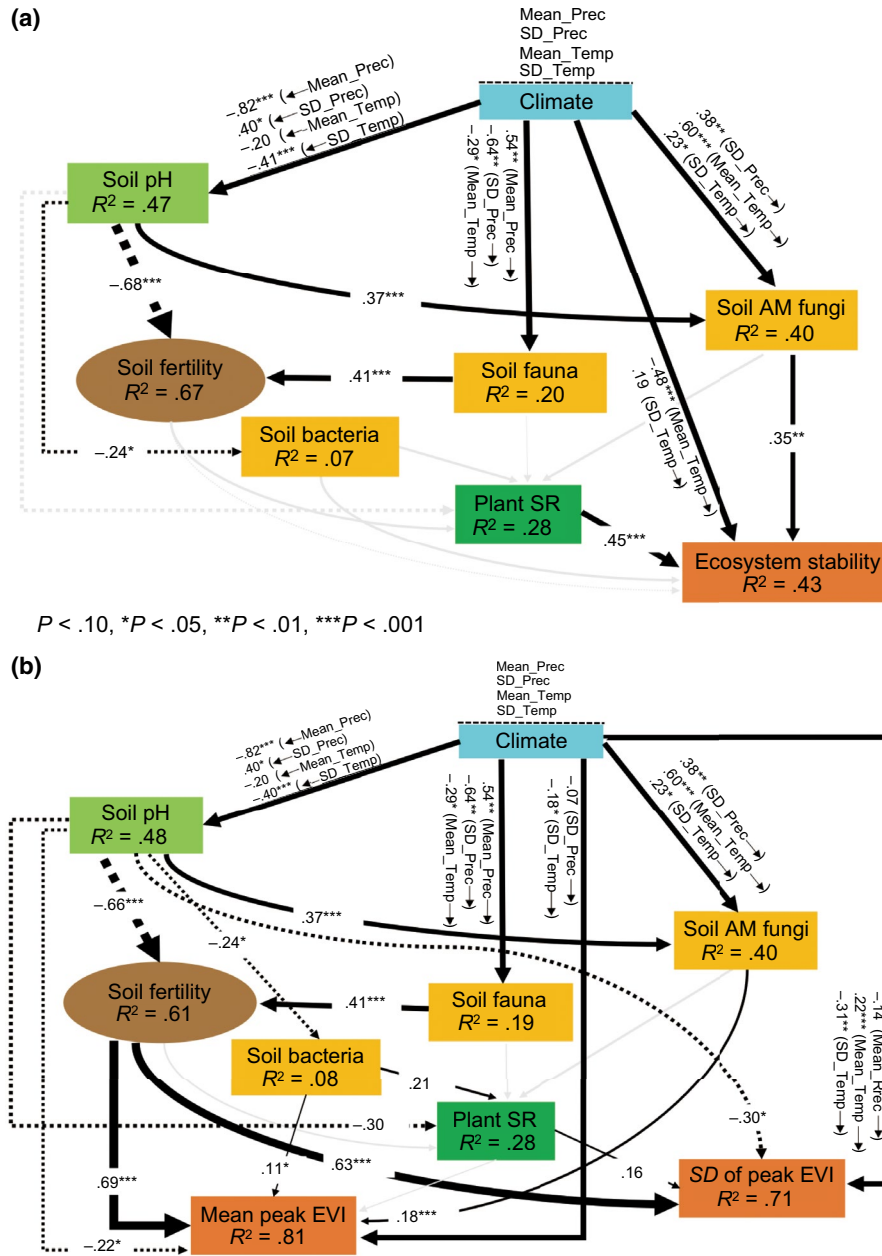 (a)
Mean_Prec
SD_Prec
Mean_Temp
SD_Temp
Climate
–.82*** (←Mean_Prec)
.40* (←SD_Prec)
–.20 (←Mean_Temp)
–.41*** (←SD_Temp)
.54** (Mean_Prec→)
–.64** (SD_Prec→)
–.29* (Mean_Temp→)
.38** (SD_Prec→)
.60*** (Mean_Temp→)
.23* (SD_Temp→)
Soil pH
R² = .47
–.68***
.37***
Soil AM fungi
R² = .40
Soil fertility
R² = .67
.41***
Soil fauna
R² = .20
–.48*** (Mean_Temp→)
.19 (SD_Temp→)
.35**
–.24*
Soil bacteria
R² = .07
Plant SR
R² = .28
.45***
Ecosystem stability
R² = .43
P < .10, *P < .05, **P < .01, ***P < .001
(b)
Mean_Prec
SD_Prec
Mean_Temp
SD_Temp
Climate
–.82*** (←Mean_Prec)
.40* (←SD_Prec)
–.20 (←Mean_Temp)
–.40*** (←SD_Temp)
.54** (Mean_Prec→)
–.64** (SD_Prec→)
–.29* (Mean_Temp→)
–.07 (SD_Prec→)
–.18* (SD_Temp→)
.38** (SD_Prec→)
.60*** (Mean_Temp→)
.23* (SD_Temp→)
Soil pH
R² = .48
–.66***
.37***
–.24*
Soil AM fungi
R² = .40
Soil fertility
R² = .61
.41***
Soil fauna
R² = .19
–.14 (Mean_Rrec→)
.22*** (Mean_Temp→)
–.31** (SD_Temp→)
Soil bacteria
R² = .08
.21
Plant SR
R² = .28
–.30
–.30*
.11*
.63***
.16
.69***
SD of peak EVI
R² = .71
Mean peak EVI
R² = .81
.18***
–.22*